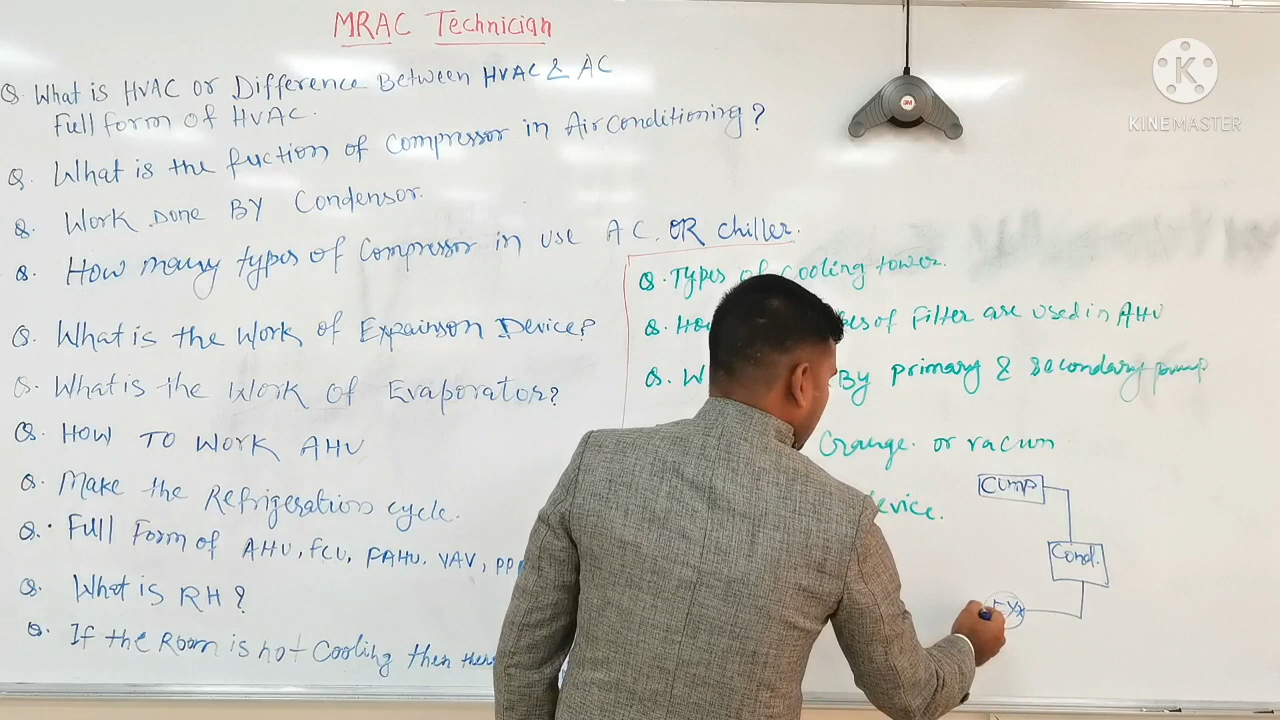 MRAC Technician
Q. What is HVAC or Difference Between HVAC & AC
Full form of HVAC.
Q. What is the fuction of compressor in Airconditioning?
Q. Work Done BY Condensor.
Q. How many types of Compressor in use AC. OR chiller.
Q. What is the Work of Expainson Device?
Q. What is the Work of Evaporator?
Q. HOW TO WORK AHU
Q. Make the Refrigeration cycle.
Q. Full Form of AHU, FCU, FAHU. VAV,
Q. What is RH?
Q. If the Room is not Cooling then
Q. Types of cooling tower.
Q. of Filter are used in AHU
Q. By primary & secondary pump
or vacum
device.
Comp
Cond.
3M
K
KINEMASTER